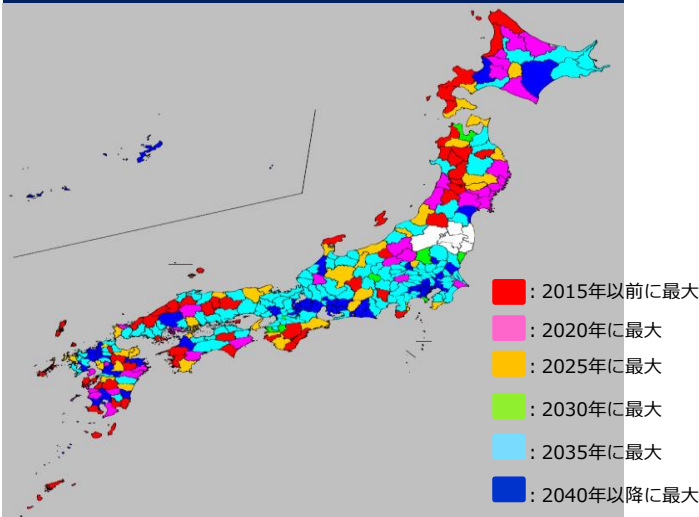 : 2015年以前に最大
: 2020年に最大
: 2025年に最大
: 2030年に最大
: 2035年に最大
: 2040年以降に最大